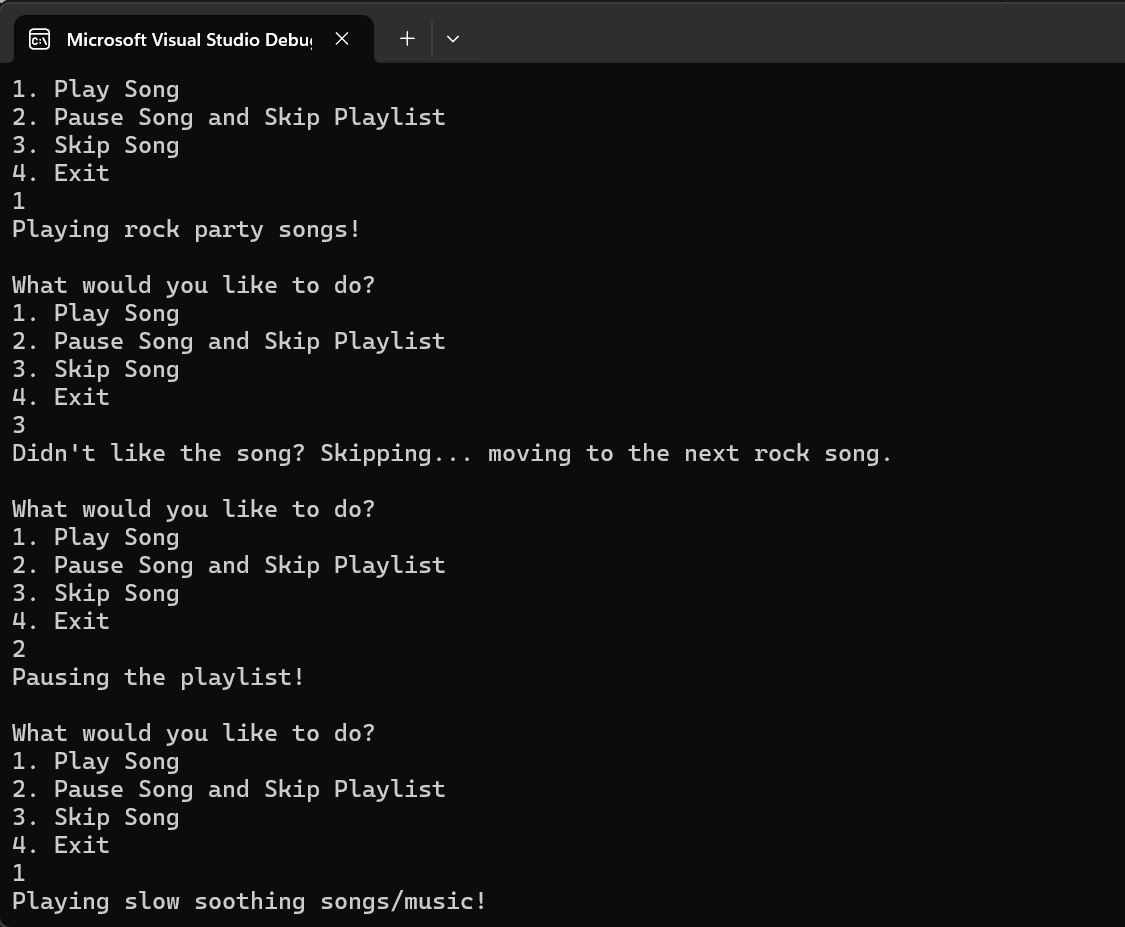 Microsoft Visual Studio Debu
1. Play Song
2. Pause Song and Skip Playlist
3. Skip Song
4. Exit
1
Playing rock party songs!
What would you like to do?
1. Play Song
2. Pause Song and Skip Playlist
3. Skip Song
4. Exit
3
Didn't like the song? Skipping... moving to the next rock song.
What would you like to do?
1. Play Song
2. Pause Song and Skip Playlist
3. Skip Song
4. Exit
2
Pausing the playlist!
What would you like to do?
1. Play Song
2. Pause Song and Skip Playlist
3. Skip Song
4. Exit
1
Playing slow soothing songs/music!